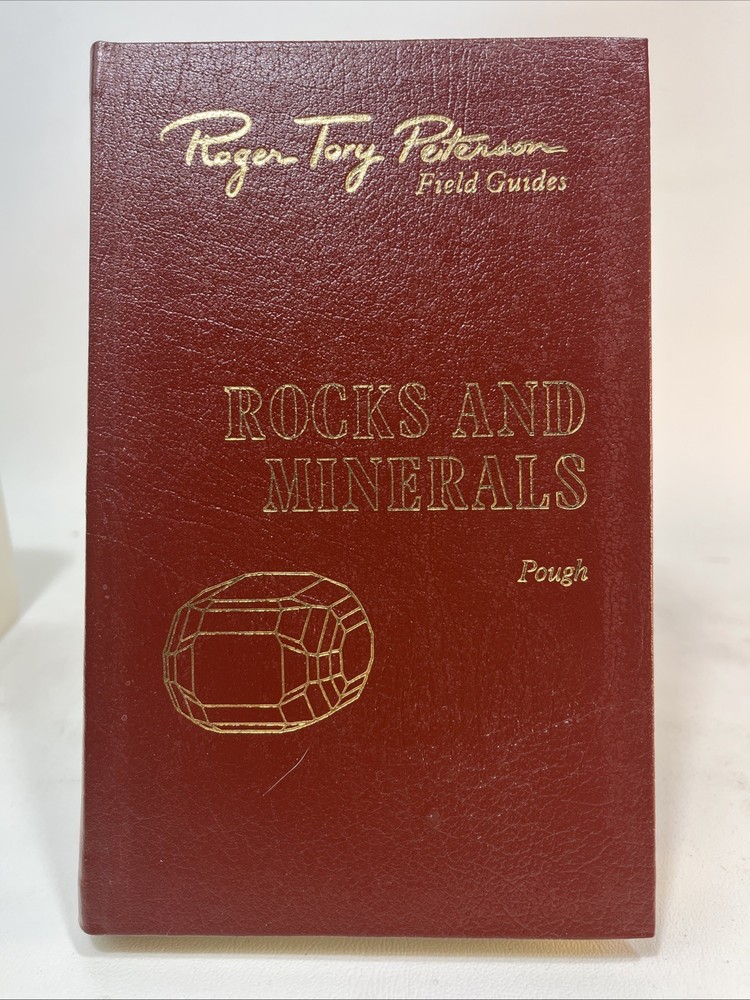 Roger Tory Peterson
Field Guides
ROCKS AND
MINERALS
Pough